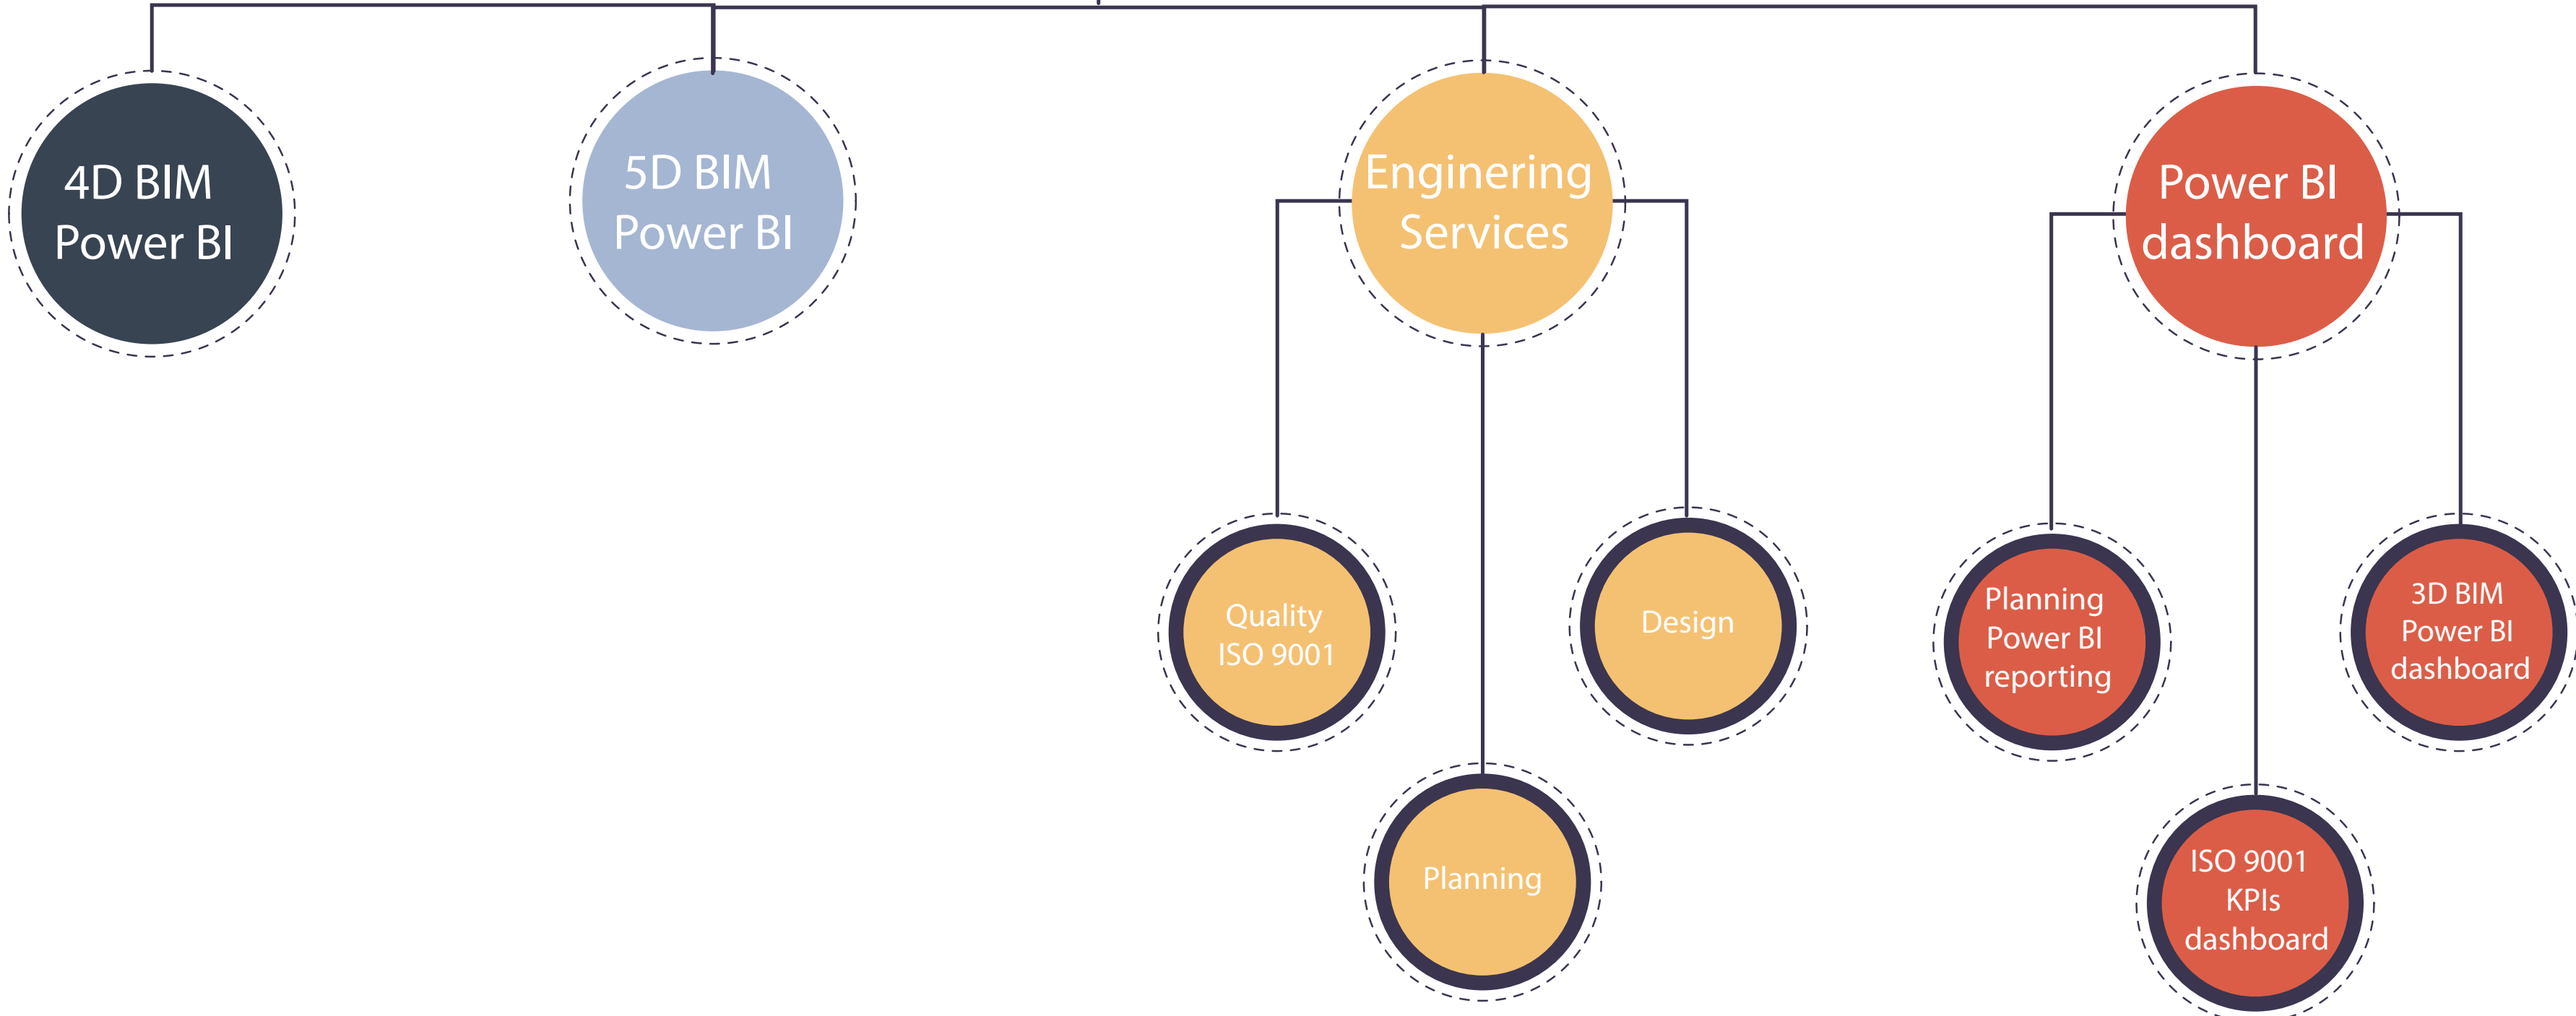 4D BIM
Power BI
5D BIM
Power BI
Enginering
Services
Power BI
dashboard
Quality
ISO 9001
Design
Planning
Planning
Power BI
reporting
3D BIM
Power BI
dashboard
ISO 9001
KPIs
dashboard